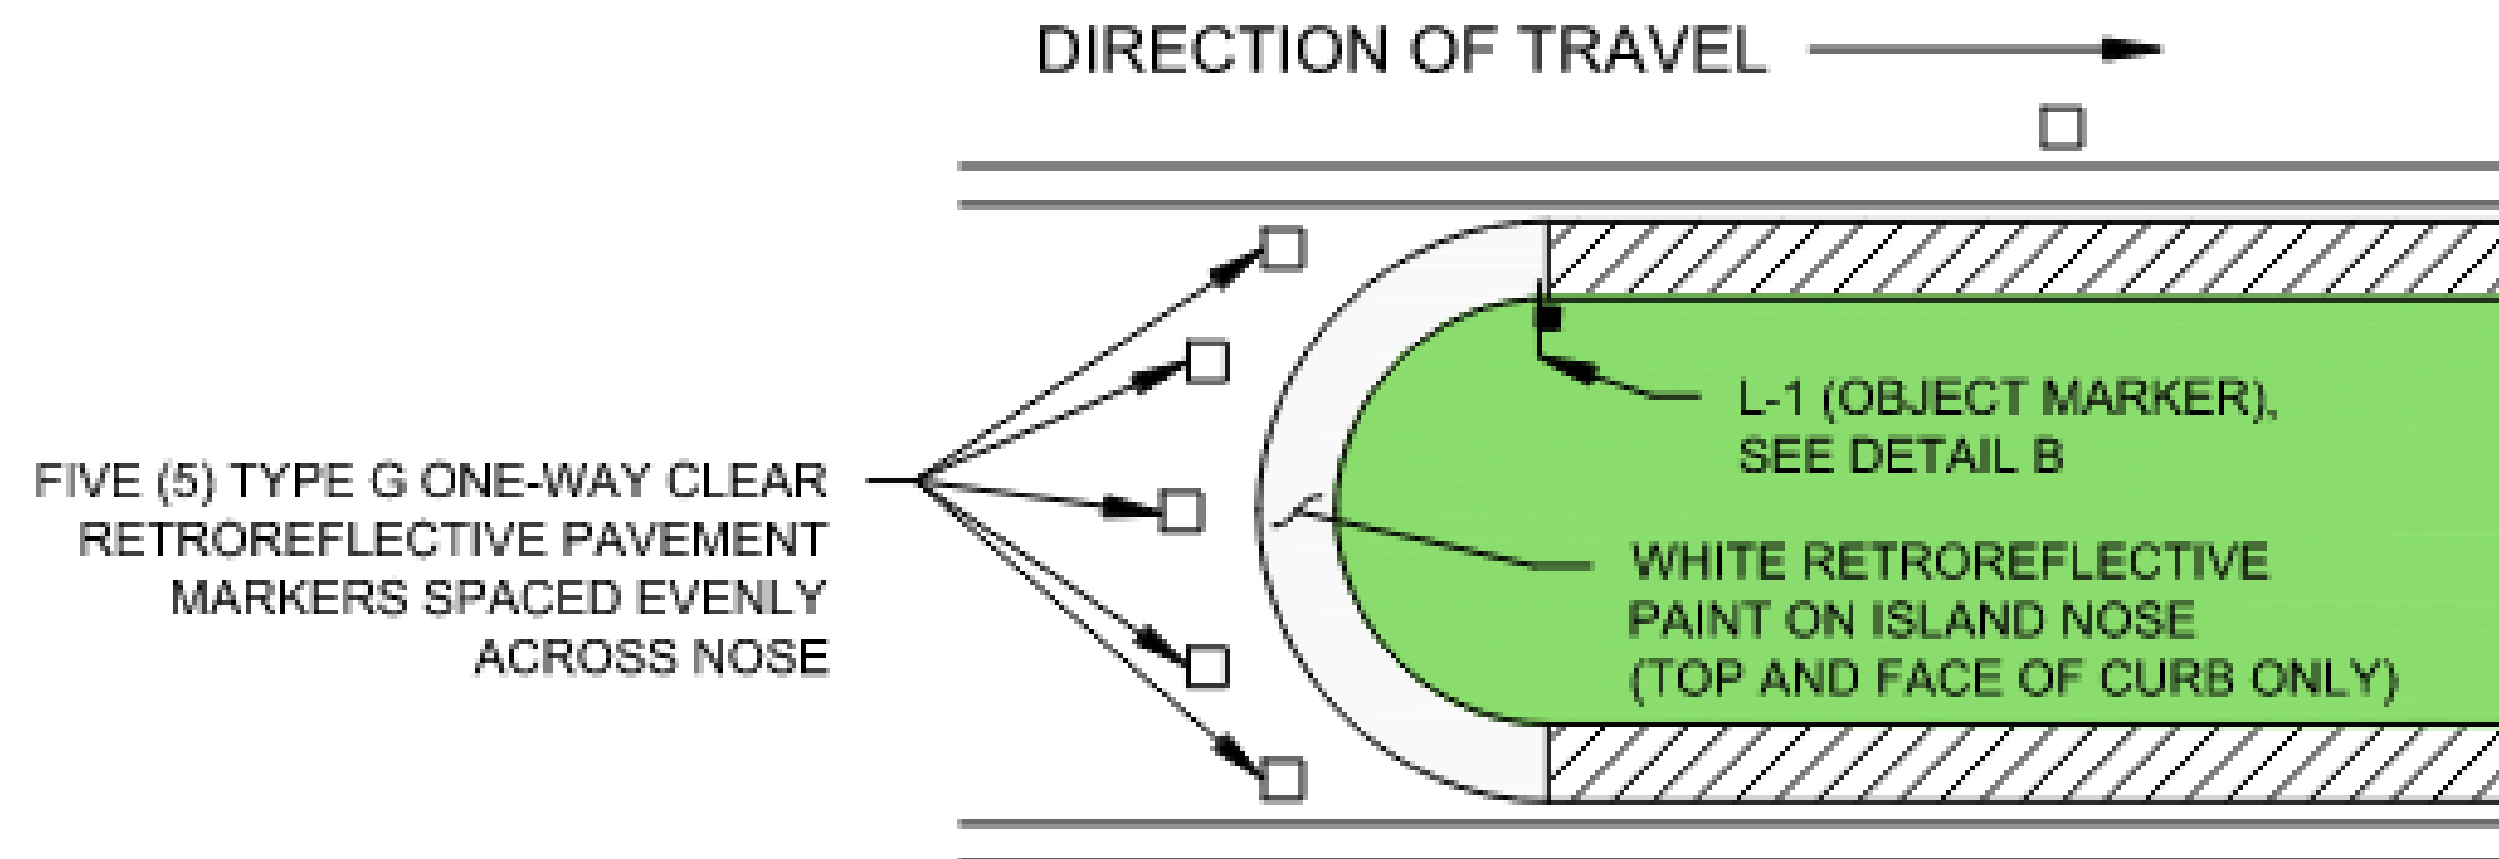 DIRECTION OF TRAVEL
FIVE (5) TYPE G ONE-WAY CLEAR
RETROREFLECTIVE PAVEMENT
MARKERS SPACED EVENLY
ACROSS NOSE
L-1 (OBJECT MARKER),
SEE DETAIL B
WHITE RETROREFLECTIVE
PAINT ON ISLAND NOSE
(TOP AND FACE OF CURB ONLY)